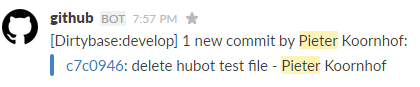 github BOT 7:57 PM
[Dirtybase:develop] 1 new commit by Pieter Koornhof:
c7c0946: delete hubot test file - Pieter Koornhof